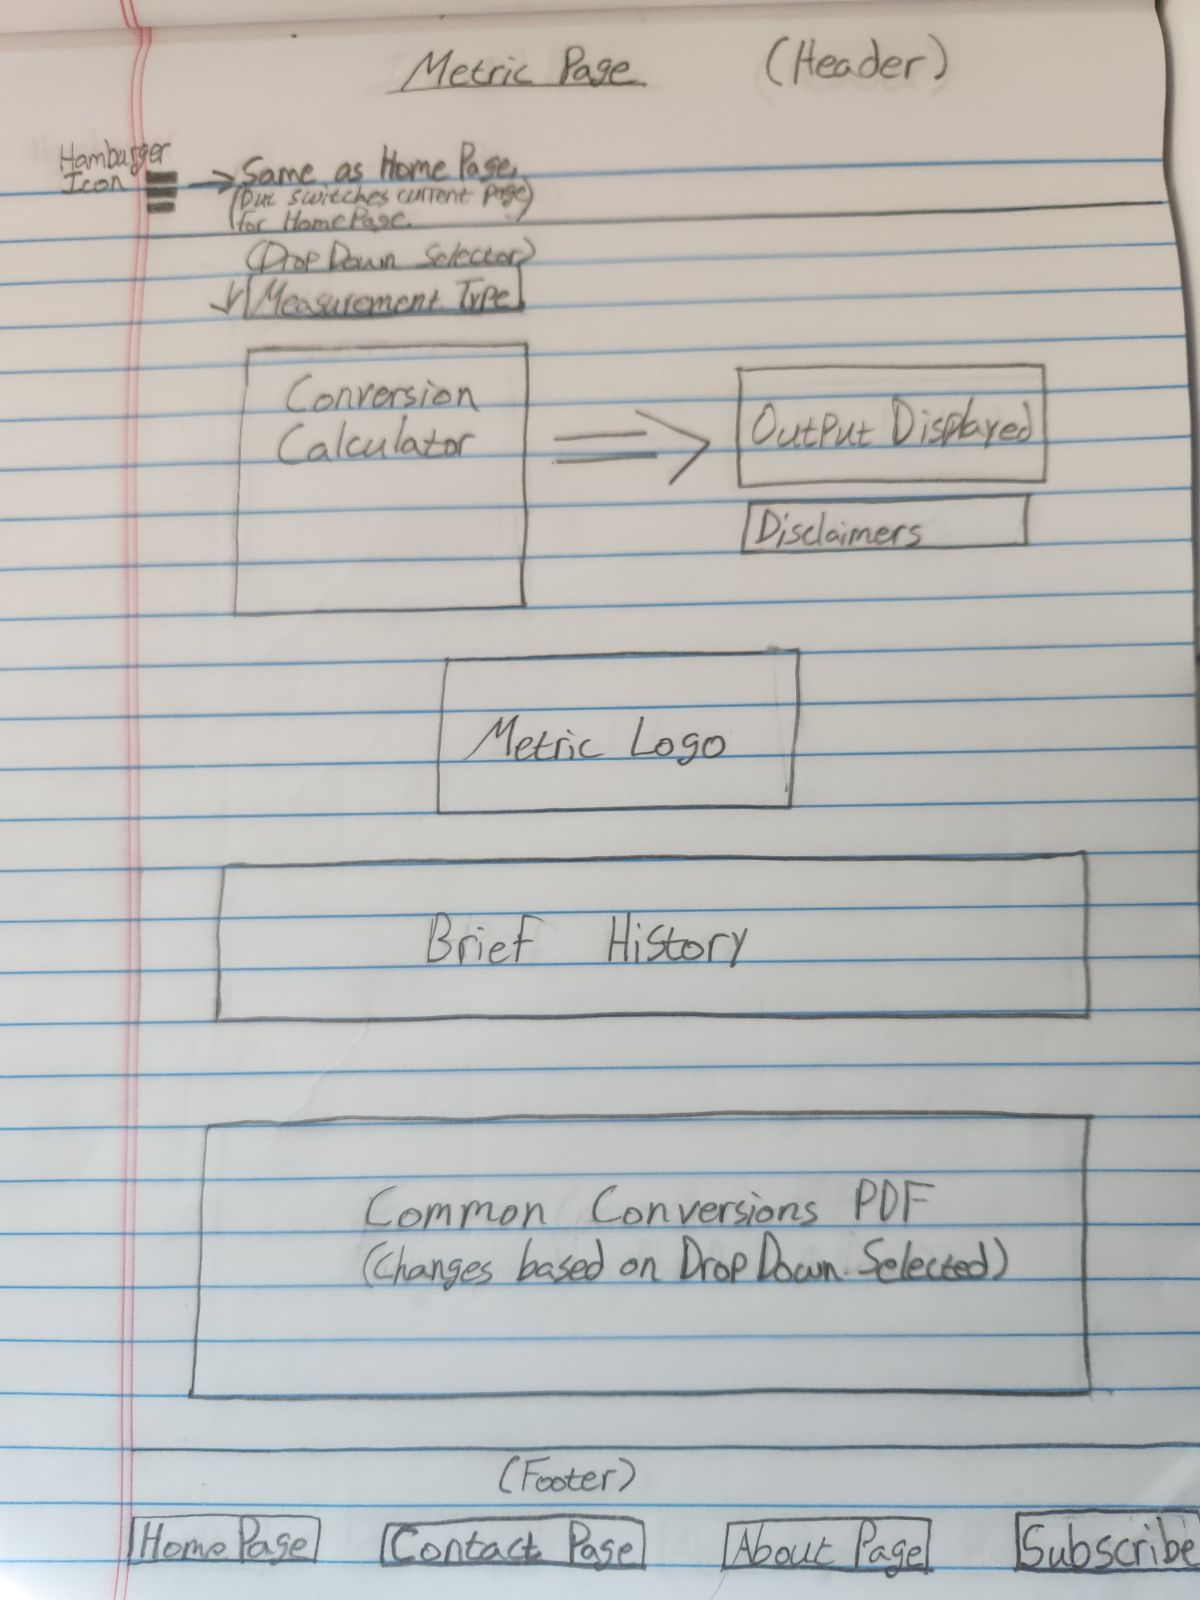 Metric Page (Header)
Hamburger
Icon
Same as Home Page,
(but switches current page)
for HomePage.
(Drop Down Selector)
Measurement Type
Conversion
Calculator
Output Displayed
Disclaimers
Metric Logo
Brief History
Common Conversions PDF
(Changes based on Drop Down Selected)
(Footer)
Home Page Contact Page About Page Subscribe